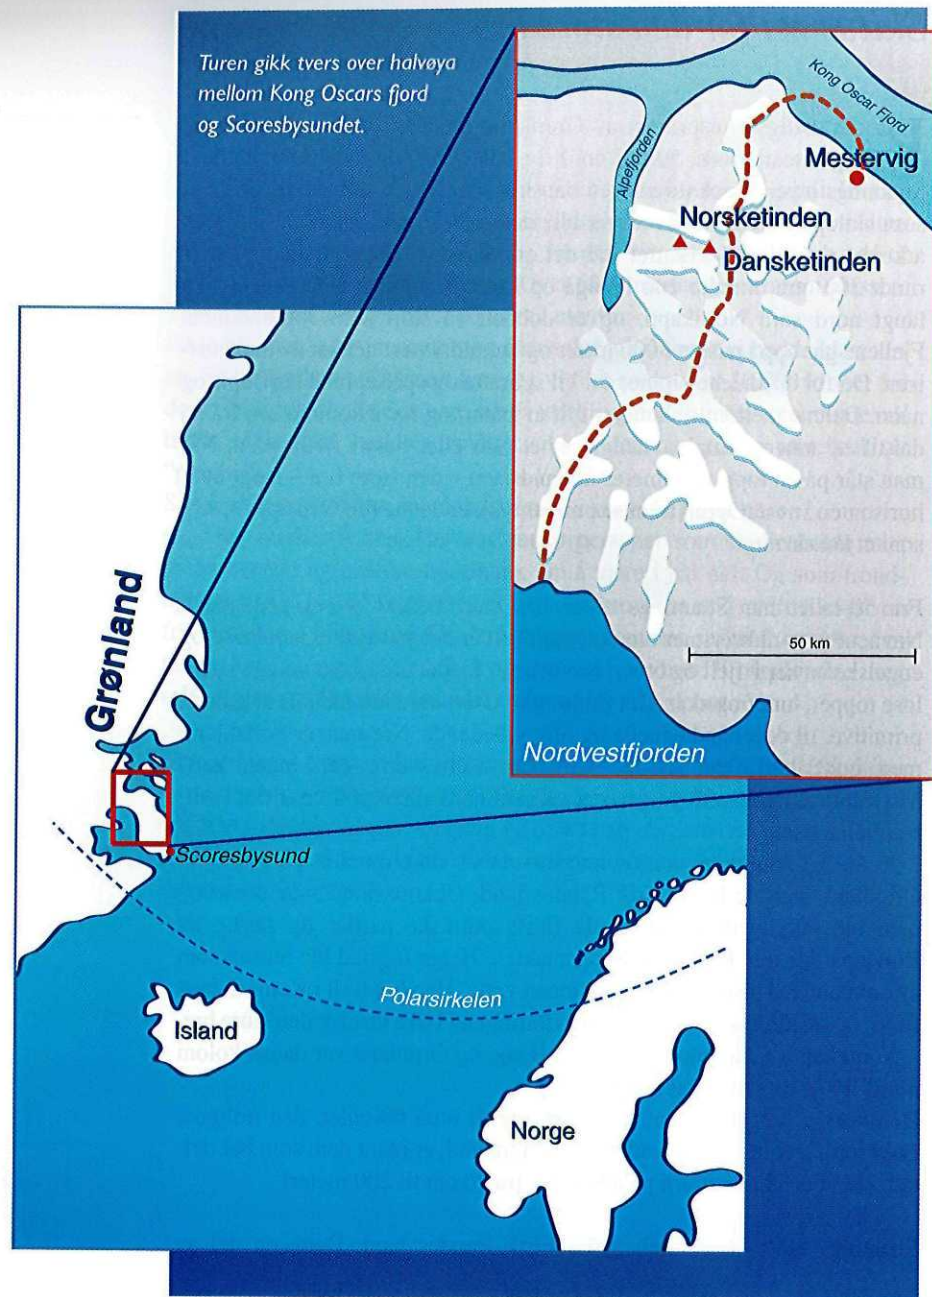 Turen gikk tvers over halvøya
mellom Kong Oscars fjord
og Scoresbysundet.
Kong Oscar Fjord
Alpefjorden
Mestervig
Norsketinden
Dansketinden
50 km
Nordvestfjorden
Grønland
Scoresbysund
Polarsirkelen
Island
Norge